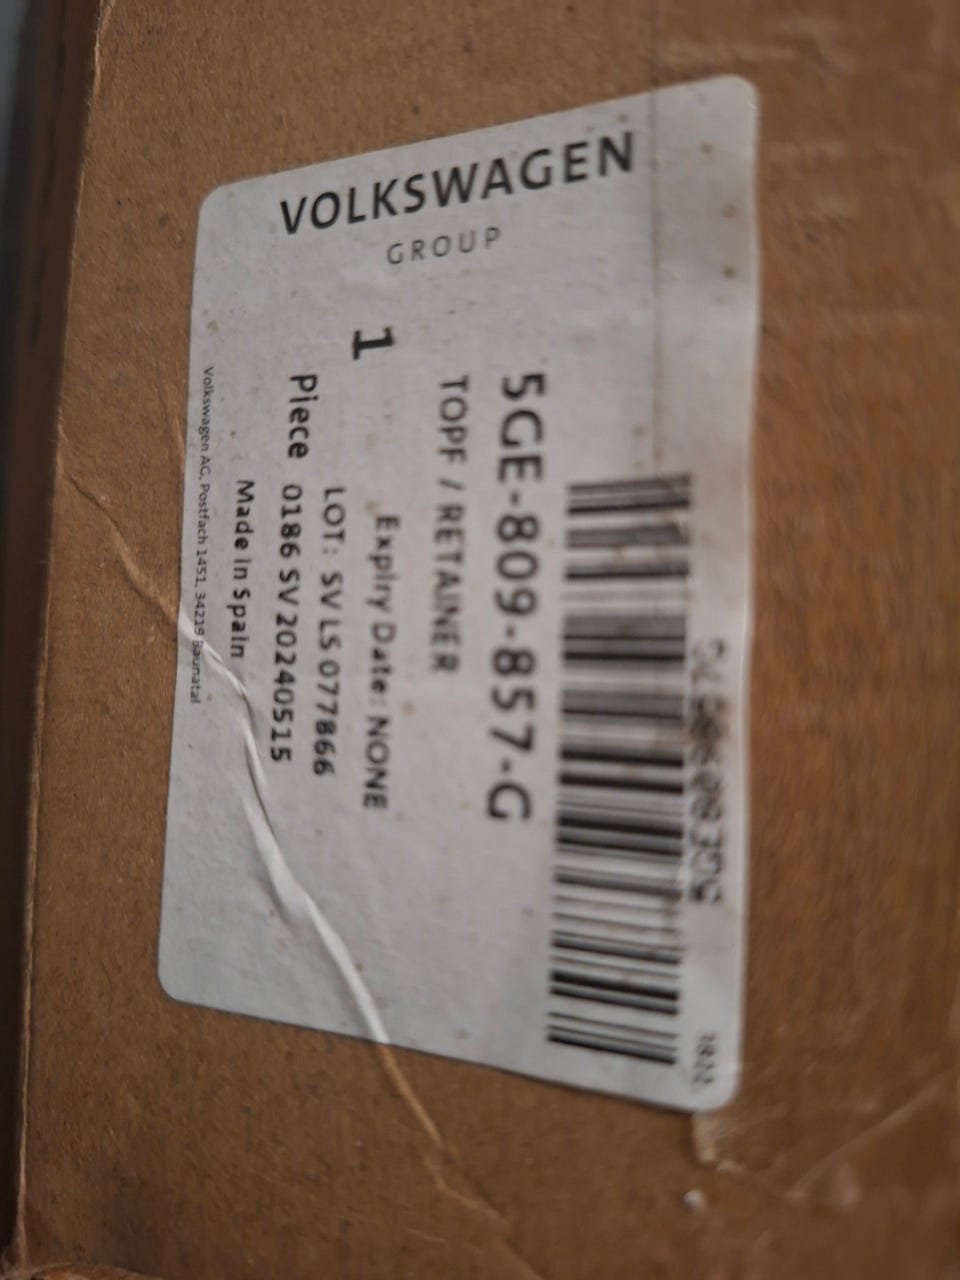 VOLKSWAGEN
GROUP
5GE-809-857-G
TOPF / RETAINER
1
Expiry Date: NONE
LOT: SV LS 077866
Piece 0186 SV 20240515
Made in Spain
Volkswagen AG, Postfach 1451, 34219 Baunatal